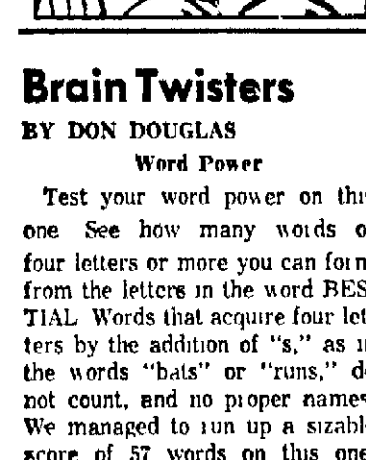 Brain Twisters
BY DON DOUGLAS
Word Power
Test your word power on thi
one See how many words o
four letters or more you can form
from the letters in the word BES
TIAL Words that acquire four let
ters by the addition of "s," as i
the words "bats" or "runs," d
not count, and no proper names
We managed to run up a sizabl
score of 57 words on this one